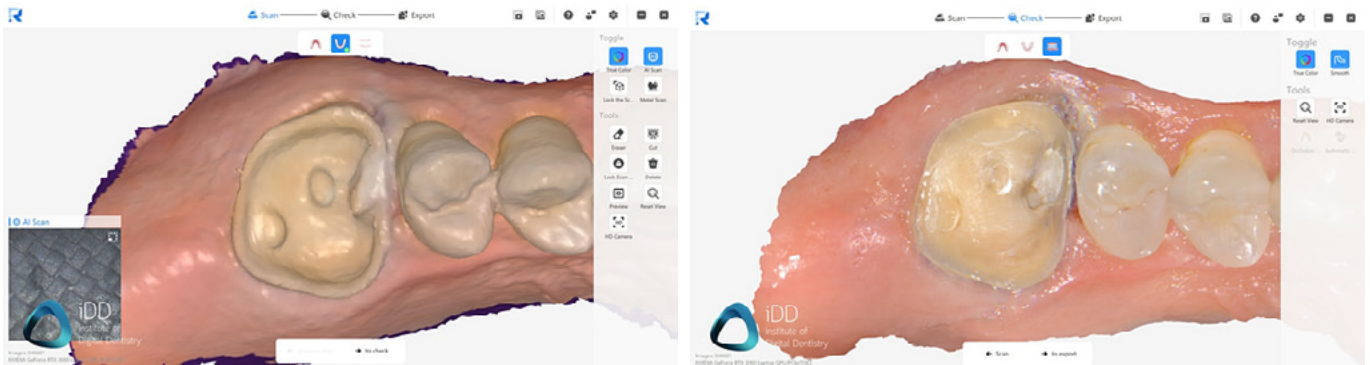 Scan
Check
Export
Toggle
True Color
AI Scan
Lock the Sc...
Metal Scan
Tools
Eraser
Cut
Lock Scan ...
Delete
Preview
Reset View
HD Camera
AI Scan
iDD
Institute of
Digital Dentistry
to check
Scan
Check
Export
Toggle
True Color
Smooth
Tools
Reset View
HD Camera
iDD
Institute of
Digital Dentistry
Scan
to export